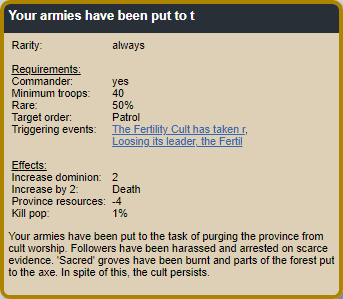 Your armies have been put to t
Rarity: always
Requirements:
Commander: yes
Minimum troops: 40
Rare: 50%
Target order: Patrol
Triggering events: The Fertility Cult has taken r,
Loosing its leader, the Fertil
Effects:
Increase dominion: 2
Increase by 2: Death
Province resources: -4
Kill pop: 1%
Your armies have been put to the task of purging the province from
cult worship. Followers have been harassed and arrested on scarce
evidence. 'Sacred' groves have been burnt and parts of the forest put
to the axe. In spite of this, the cult persists.